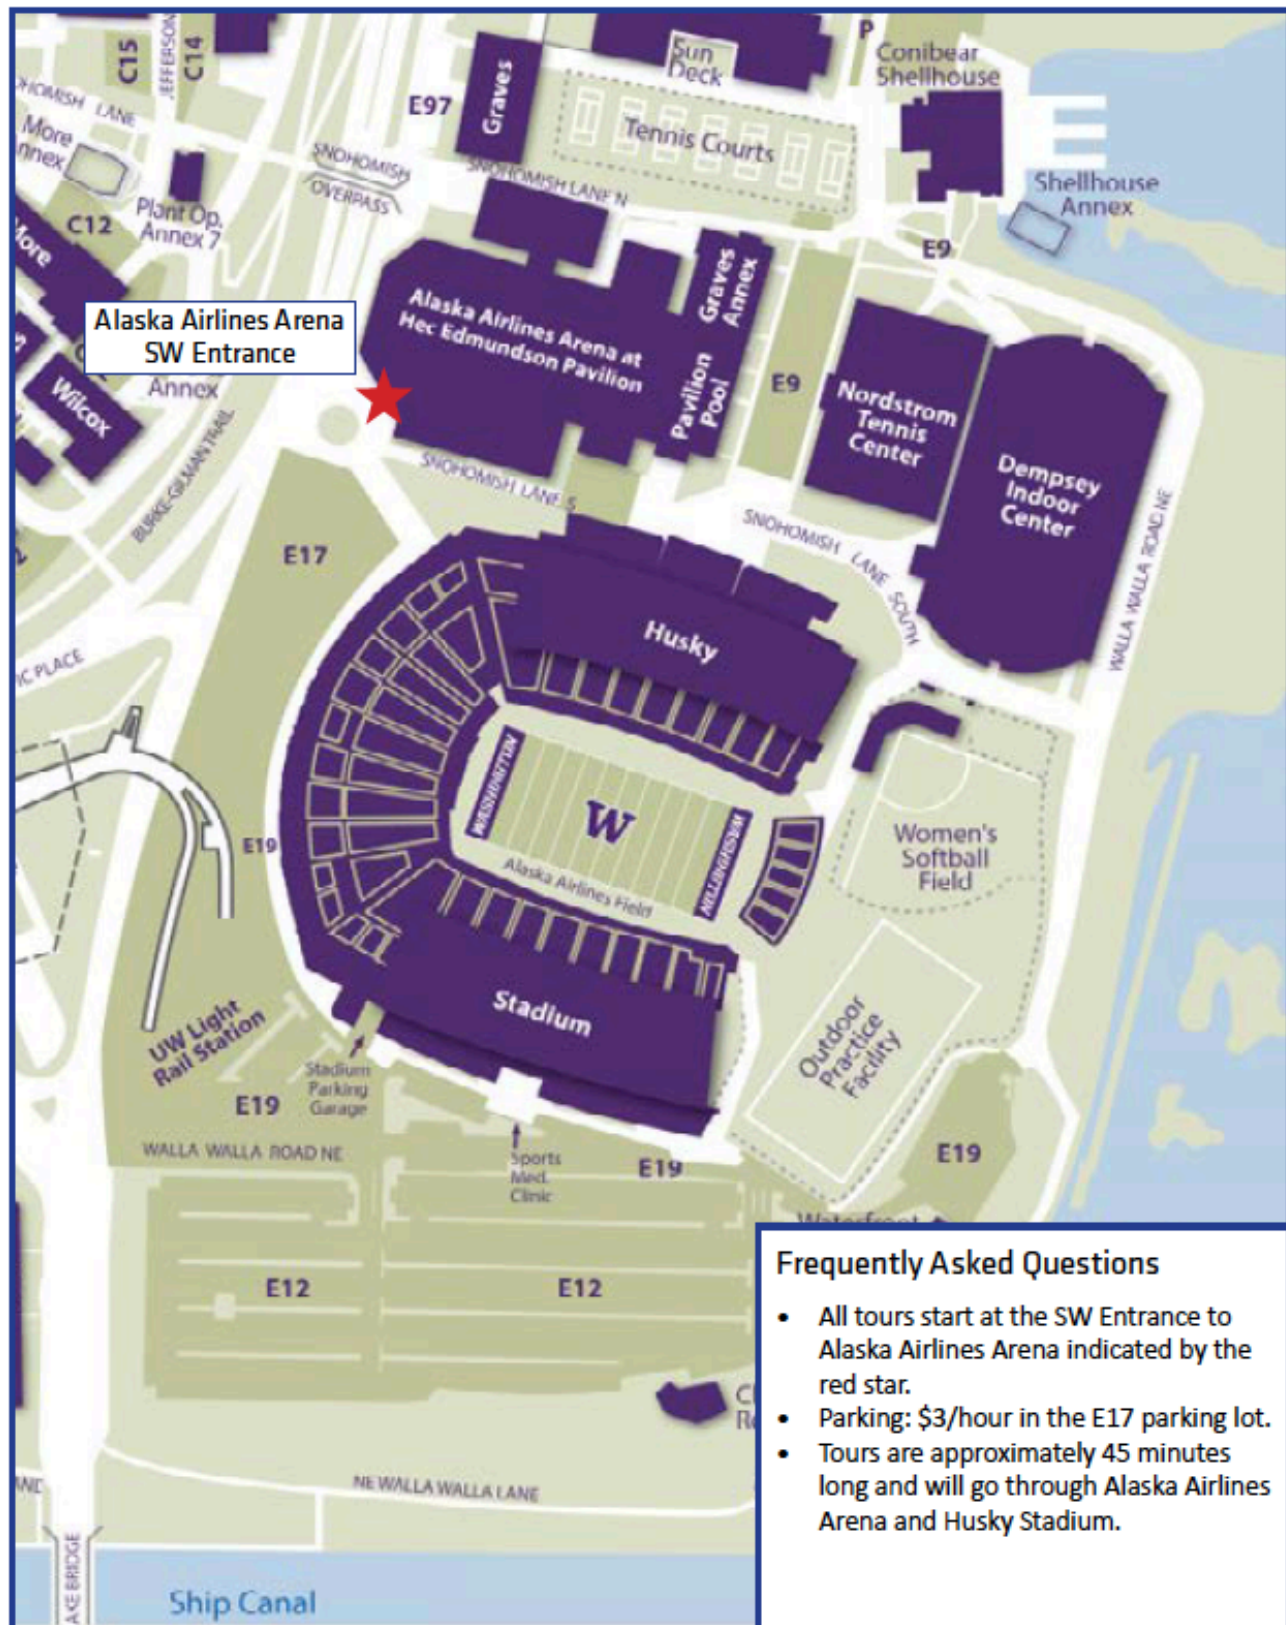 C15
JEFFERSON
C14
P
Sun
Deck
Conibear
Shellhouse
Graves
E97
Tennis Courts
LANE
More
SNOHOMISH
OVERPASS
SNOHOMISH LANE N
Shellhouse
Annex
Plant Op.
Annex 7
C12
More
E9
Graves
Annex
Alaska Airlines Arena at
Hec Edmundson Pavilion
Alaska Airlines Arena
SW Entrance
Annex
Wilcox
Pavilion
Pool
E9
Nordstrom
Tennis
Center
Dempsey
Indoor
Center
BURKE-GILMAN TRAIL
SNOHOMISH LANE S
SNOHOMISH LANE SOUTH
WALLA WALLA ROAD NE
E17
Husky
PLACE
WASHINGTON
W
Alaska Airlines Field
E19
Women's
Softball
Field
Stadium
Outdoor
Practice
Facility
UW Light
Rail Station
Stadium
Parking
Garage
E19
WALLA WALLA ROAD NE
Sports
Med.
Clinic
E19
E19
Waterfront
E12
E12
NE WALLA WALLA LANE
BRIDGE
Ship Canal
Frequently Asked Questions
• All tours start at the SW Entrance to
Alaska Airlines Arena indicated by the
red star.
• Parking: $3/hour in the E17 parking lot.
• Tours are approximately 45 minutes
long and will go through Alaska Airlines
Arena and Husky Stadium.